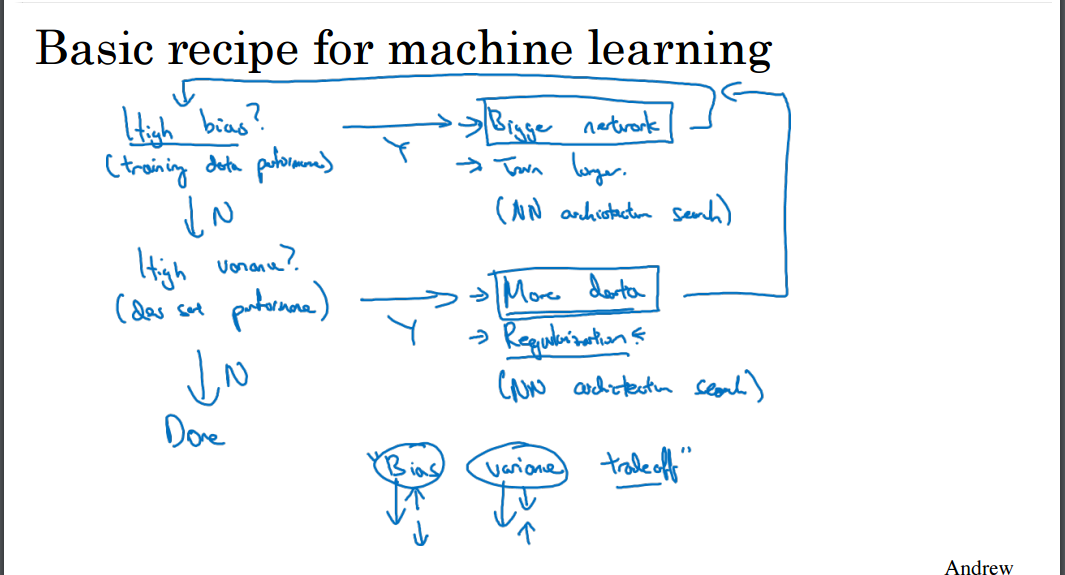 Basic recipe for machine learning
High bias? Y → Bigge network
(training data performance) → Train longer.
N (NN architecture search)
High variance?
(dev set performance) Y → More data
→ Regularization
N (NN architecture search)
Done
"Bias variance tradeoff"
Andrew